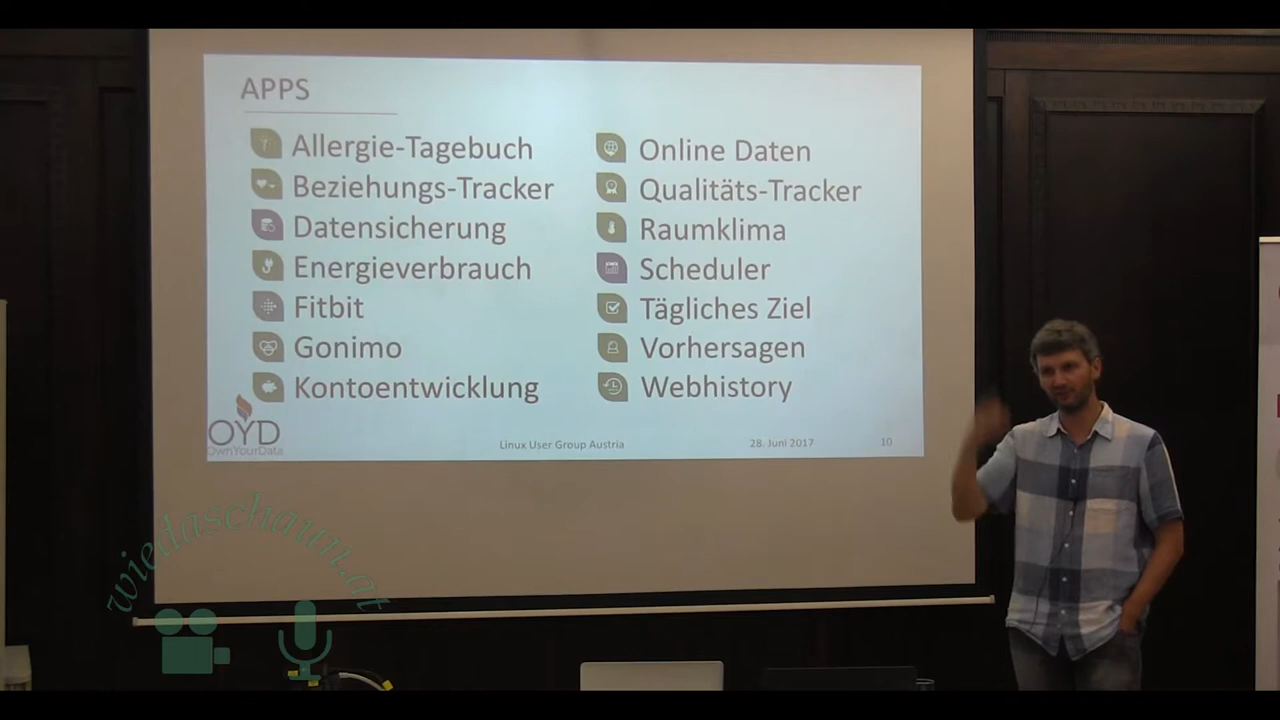 APPS
Allergie-Tagebuch
Beziehungs-Tracker
Datensicherung
Energieverbrauch
Fitbit
Gonimo
Kontoentwicklung
Online Daten
Qualitäts-Tracker
Raumklima
Scheduler
Tägliches Ziel
Vorhersagen
Webhistory
OYD
OwnYourData
Linux User Group Austria
28. Juni 2017
10
wiedaschaun.at